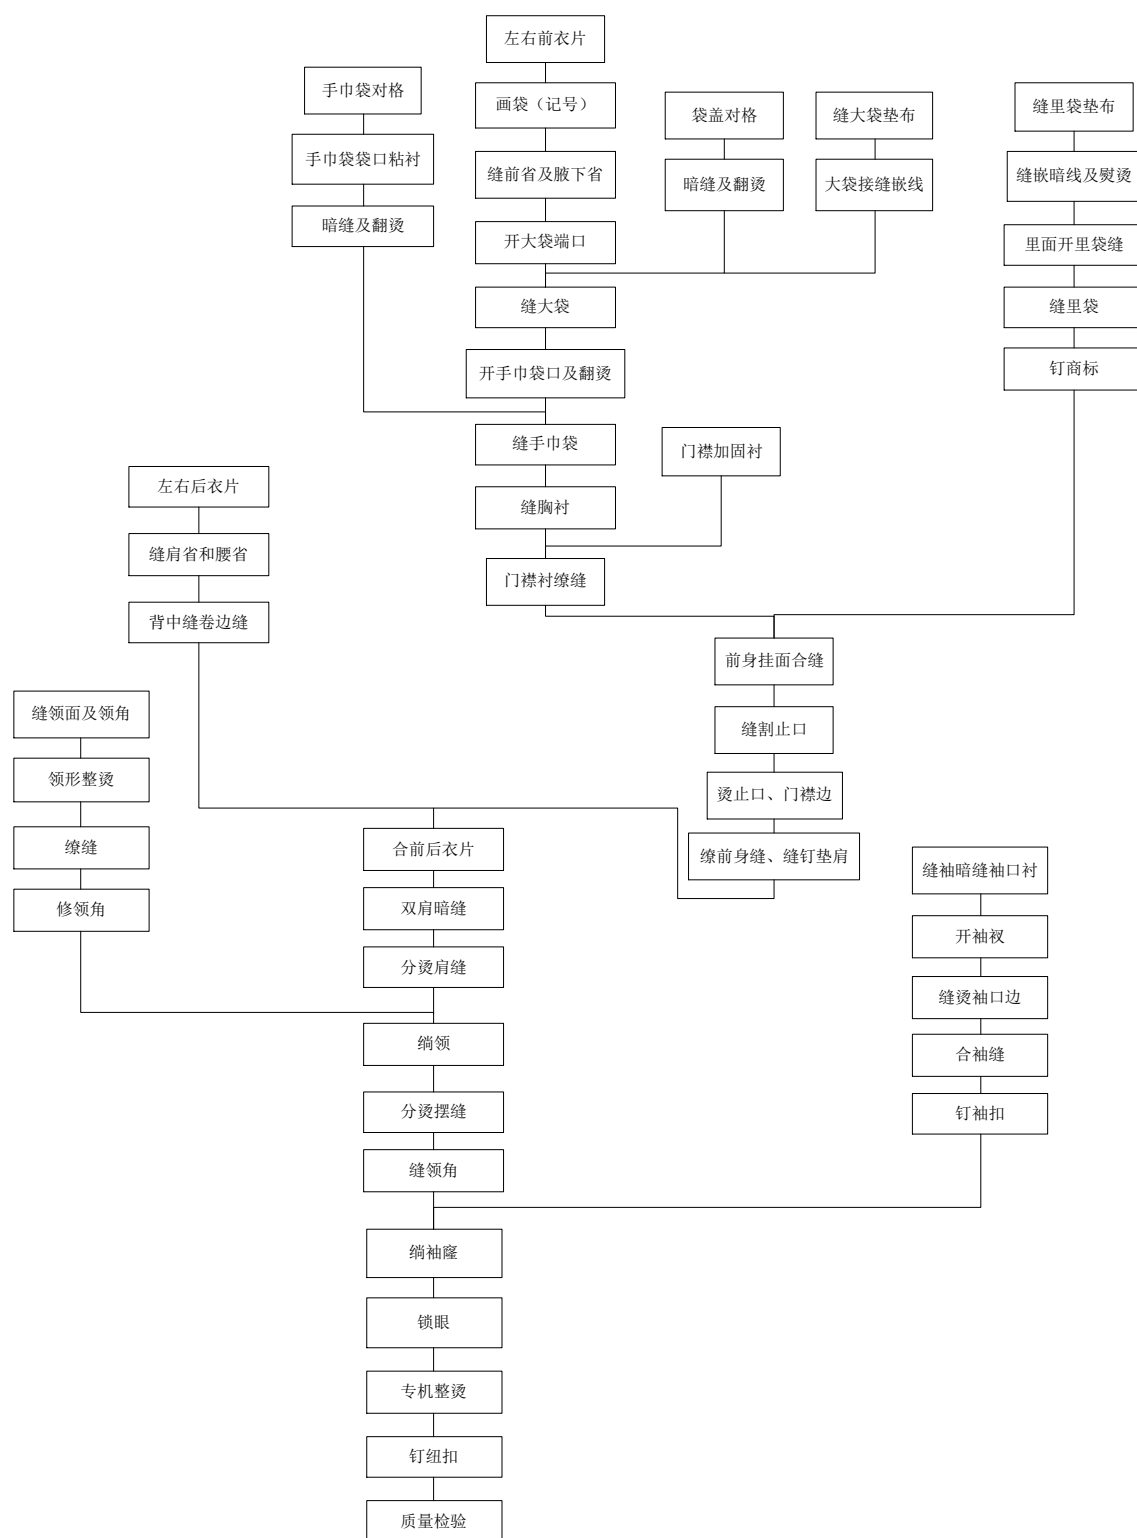 左右前衣片
手巾袋对格
画袋（记号）
袋盖对格
缝大袋垫布
缝里袋垫布
手巾袋袋口粘衬
缝前省及腋下省
暗缝及翻烫
大袋接缝嵌线
缝嵌暗线及熨烫
暗缝及翻烫
开大袋端口
里面开里袋缝
缝大袋
缝里袋
开手巾袋口及翻烫
钉商标
缝手巾袋
门襟加固衬
左右后衣片
缝胸衬
缝肩省和腰省
门襟衬缭缝
背中缝卷边缝
前身挂面合缝
缝领面及领角
缝割止口
领形整烫
烫止口、门襟边
缭缝
合前后衣片
缭前身缝、缝钉垫肩
缝袖暗缝袖口衬
修领角
双肩暗缝
开袖衩
分烫肩缝
缝烫袖口边
绱领
合袖缝
分烫摆缝
钉袖扣
缝领角
绱袖窿
锁眼
专机整烫
钉纽扣
质量检验